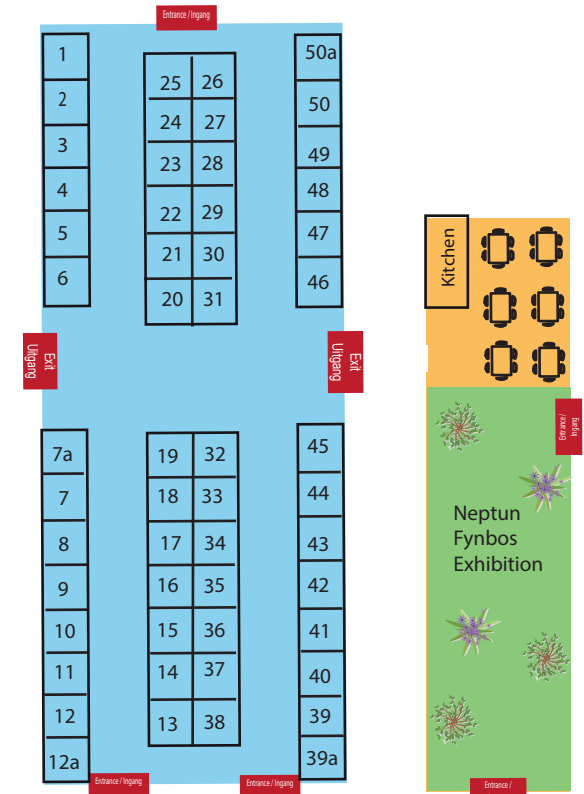 Entrance / Ingang
1
2
3
4
5
6
25 26
24 27
23 28
22 29
21 30
20 31
50a
50
49
48
47
46
Exit
Uitgang
Exit
Uitgang
7a
7
8
9
10
11
12
12a
19 32
18 33
17 34
16 35
15 36
14 37
13 38
45
44
43
42
41
40
39
39a
Entrance / Ingang
Entrance / Ingang
Kitchen
Entrance /
Ingang
Neptun
Fynbos
Exhibition
Entrance /